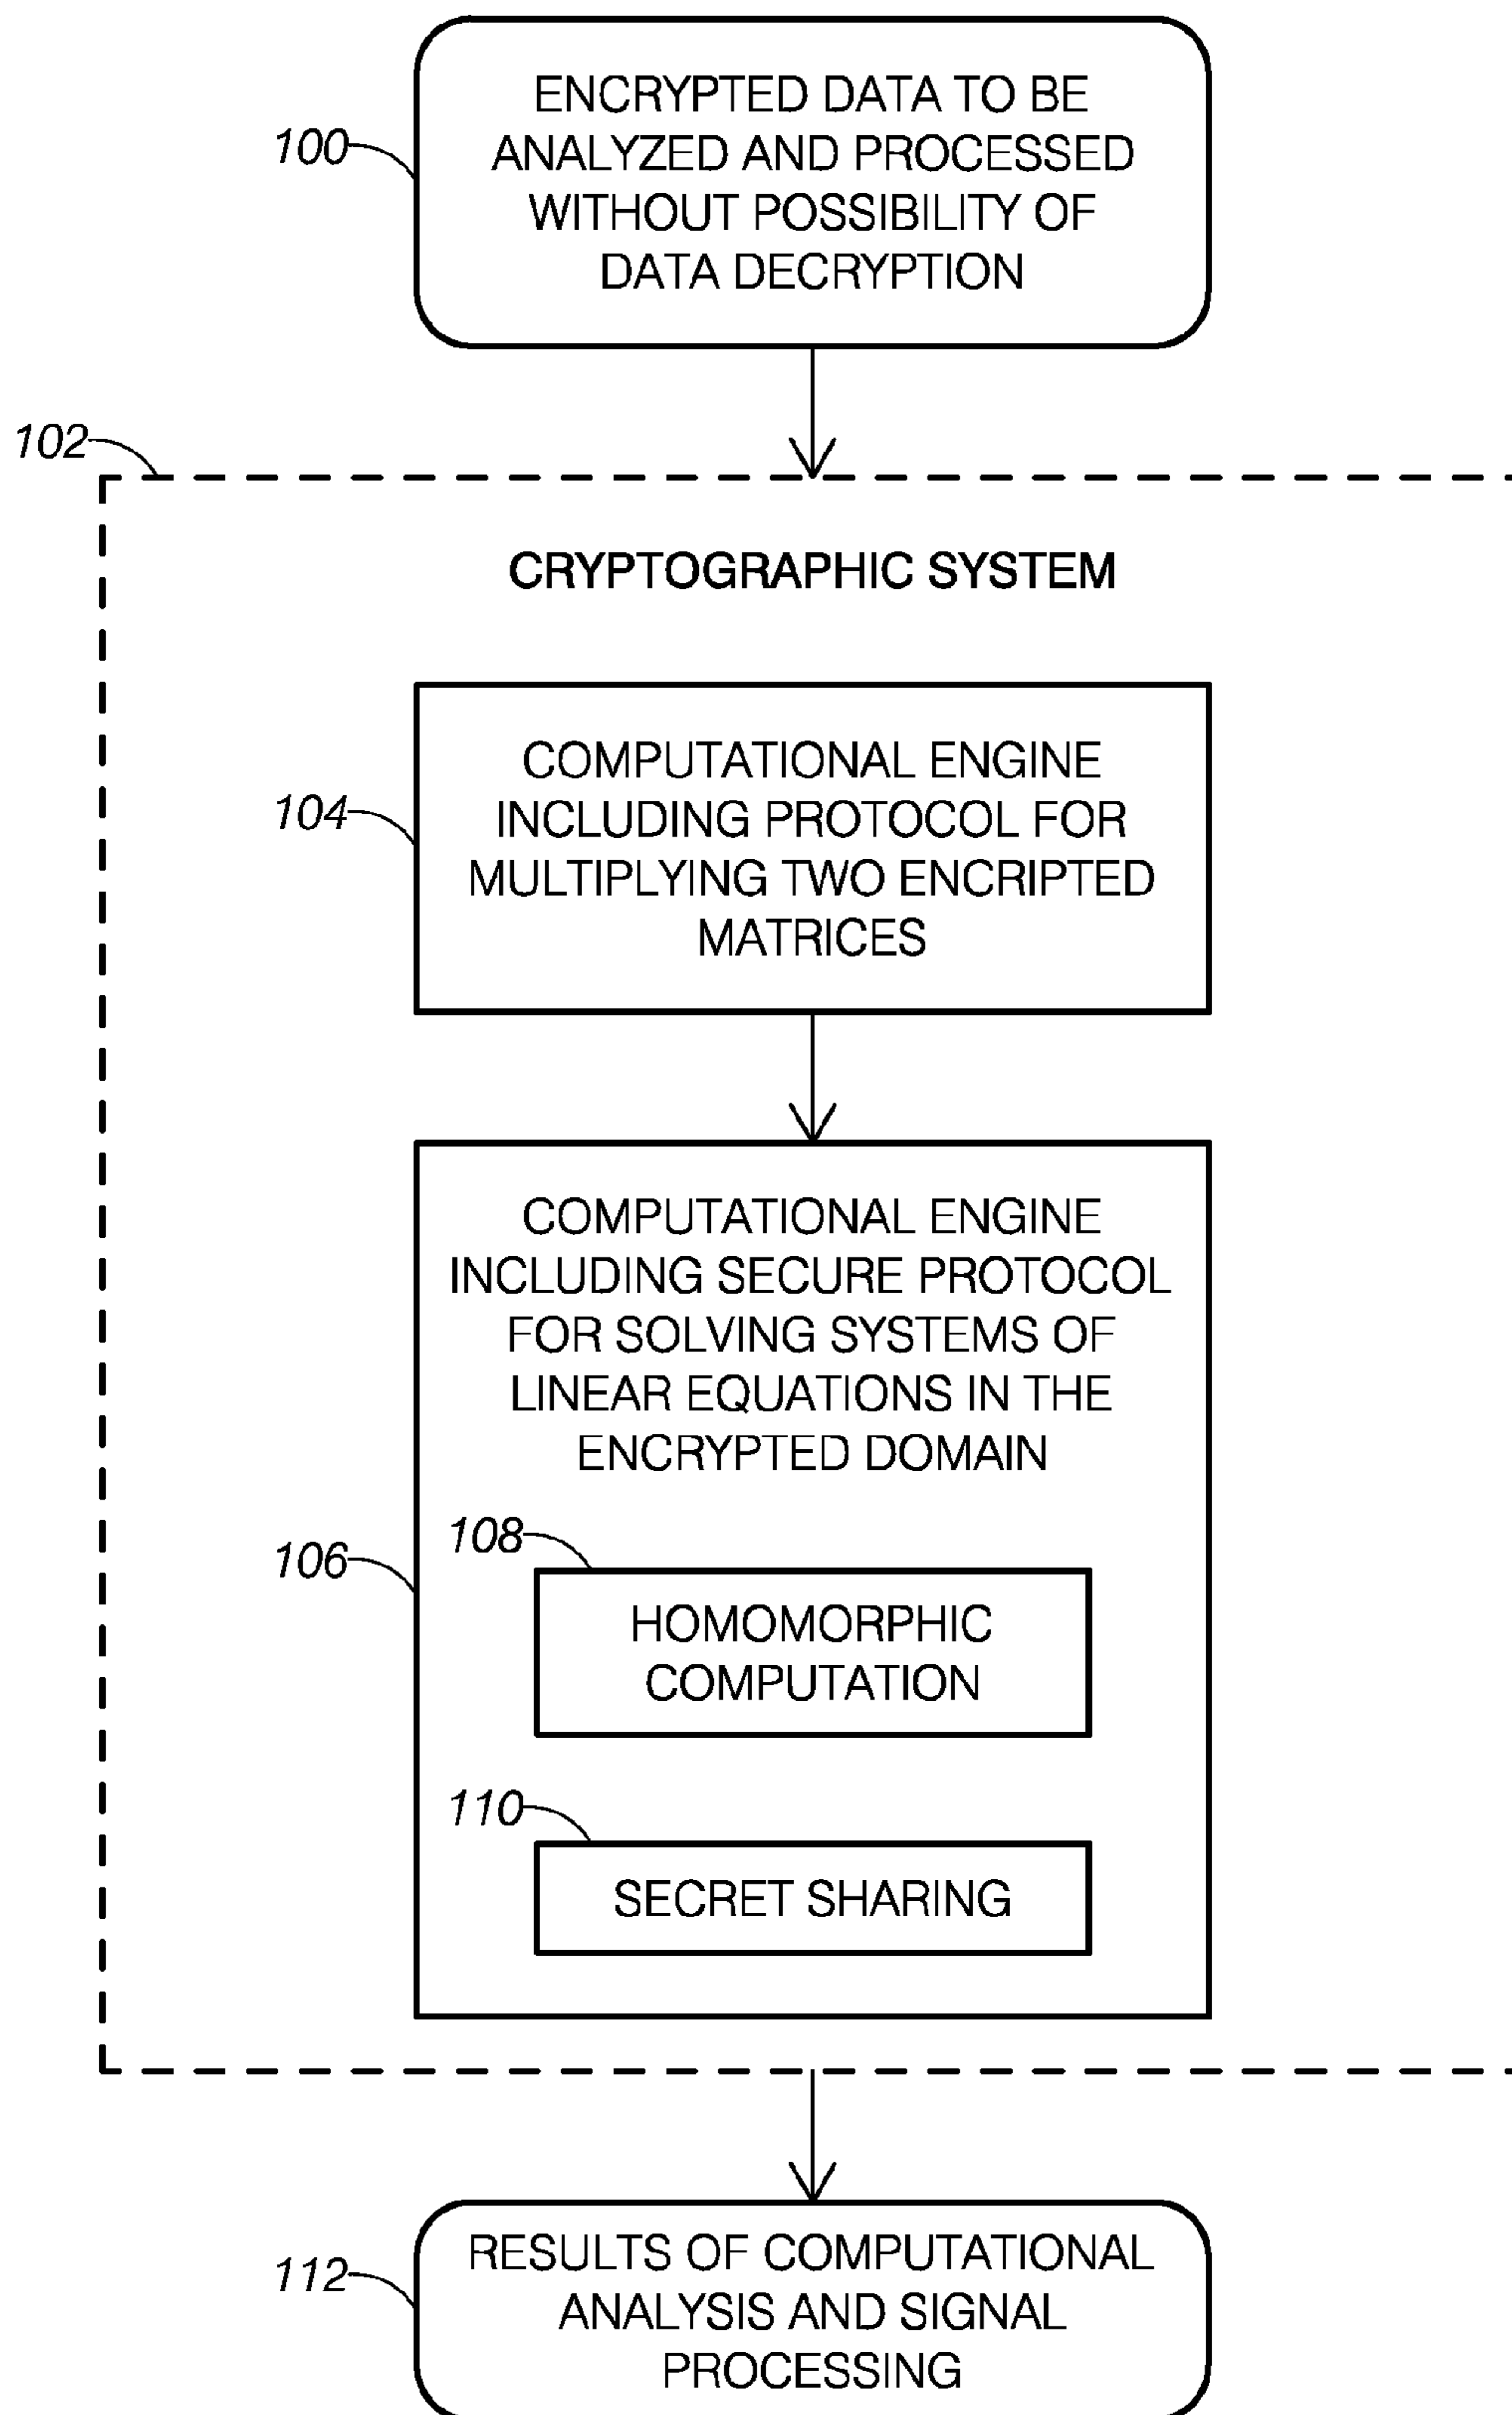 ENCRYPTED DATA TO BE
ANALYZED AND PROCESSED
WITHOUT POSSIBILITY OF
DATA DECRYPTION
100
102
CRYPTOGRAPHIC SYSTEM
COMPUTATIONAL ENGINE
INCLUDING PROTOCOL FOR
MULTIPLYING TWO ENCRIPTED
MATRICES
104
COMPUTATIONAL ENGINE
INCLUDING SECURE PROTOCOL
FOR SOLVING SYSTEMS OF
LINEAR EQUATIONS IN THE
ENCRYPTED DOMAIN
106
108
HOMOMORPHIC
COMPUTATION
110
SECRET SHARING
112
RESULTS OF COMPUTATIONAL
ANALYSIS AND SIGNAL
PROCESSING